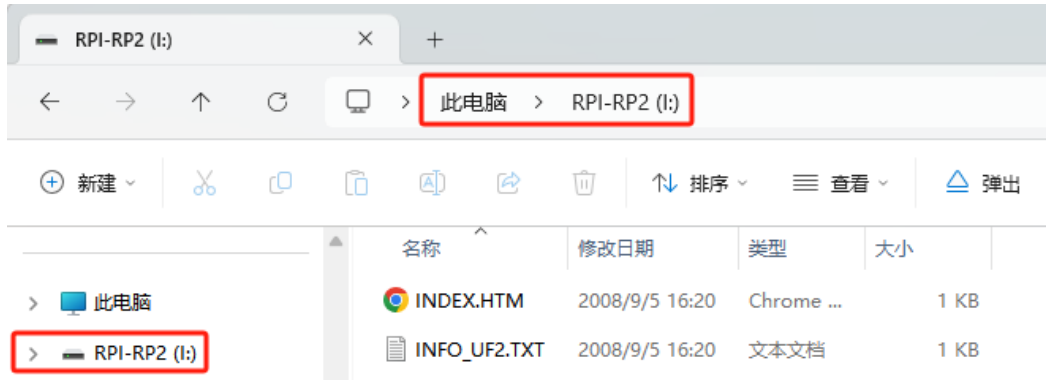 RPI-RP2 (I:)
此电脑 > RPI-RP2 (I:)
新建 排序 查看 弹出
名称 修改日期 类型 大小
此电脑
INDEX.HTM 2008/9/5 16:20 Chrome ... 1 KB
RPI-RP2 (I:)
INFO_UF2.TXT 2008/9/5 16:20 文本文档 1 KB